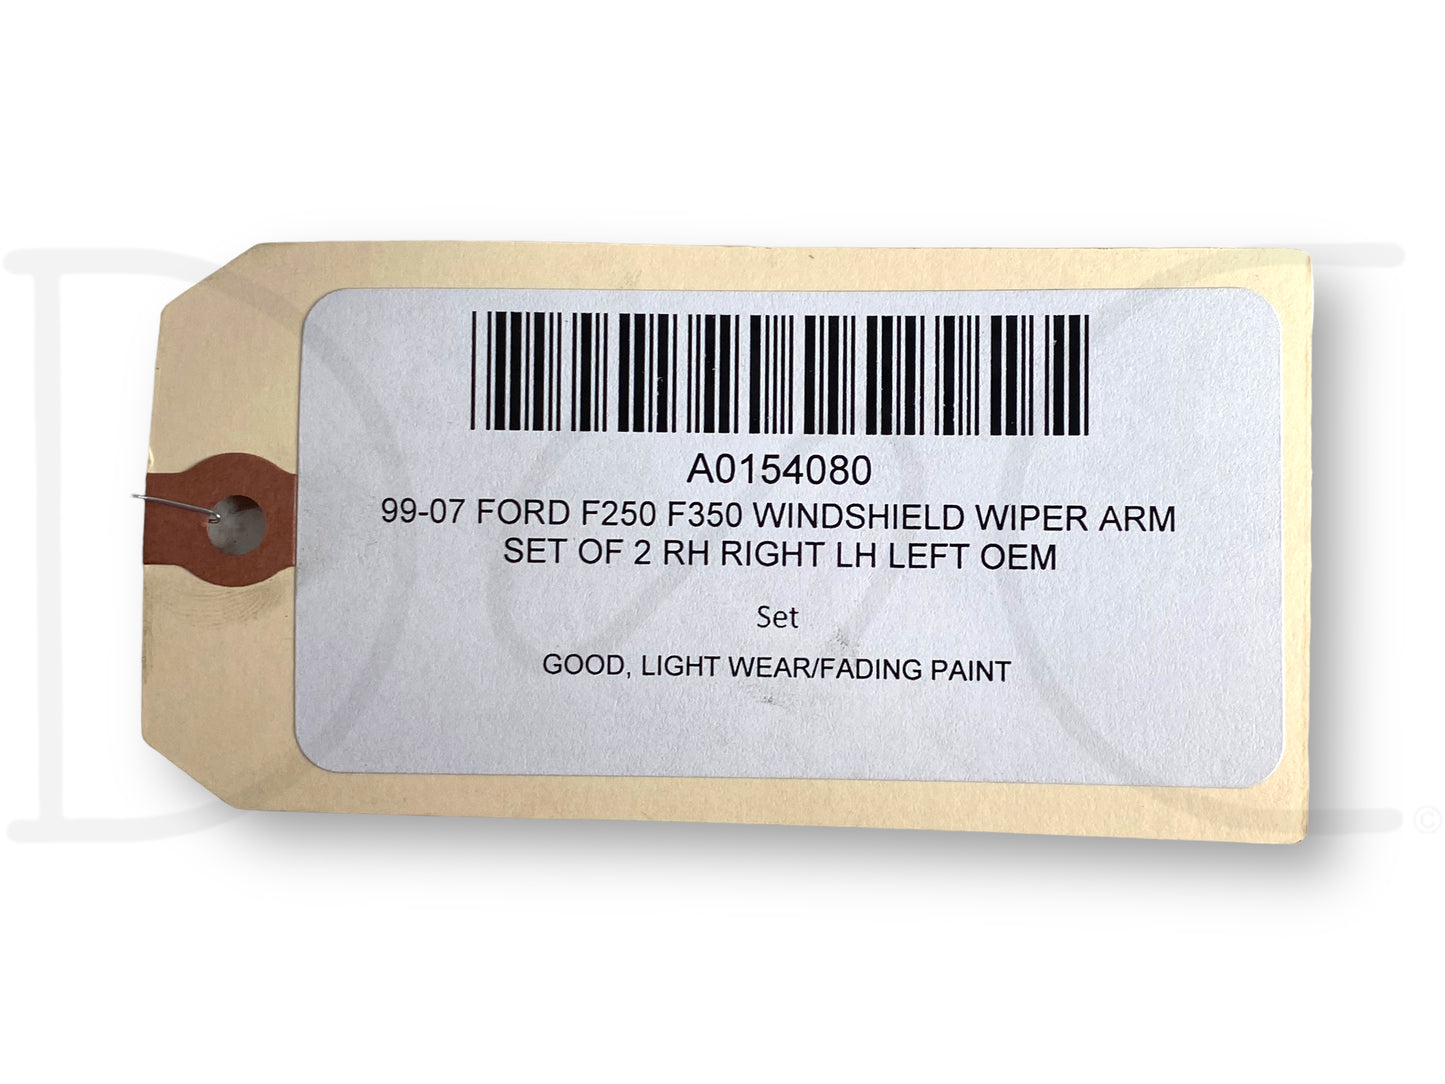 A0154080
99-07 FORD F250 F350 WINDSHIELD WIPER ARM
SET OF 2 RH RIGHT LH LEFT OEM
Set
GOOD, LIGHT WEAR/FADING PAINT
©